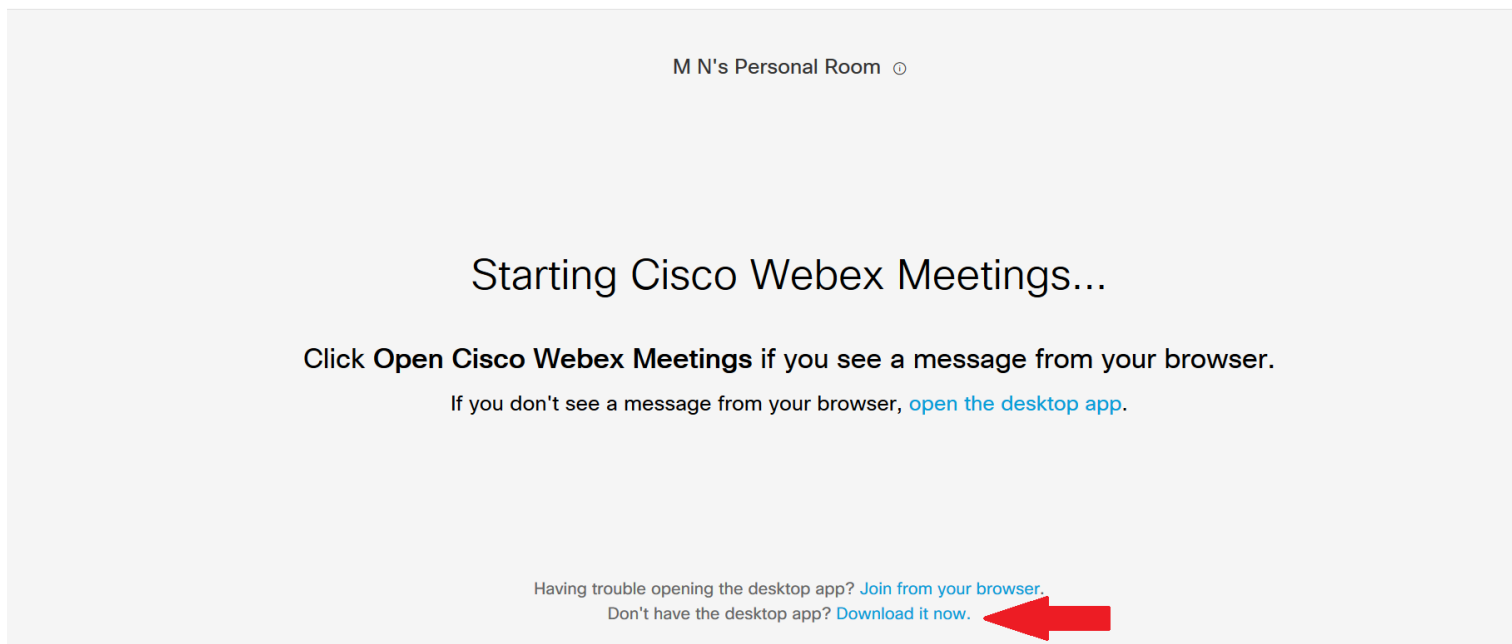 M N's Personal Room
Starting Cisco Webex Meetings...
Click Open Cisco Webex Meetings if you see a message from your browser.
If you don't see a message from your browser, open the desktop app.
Having trouble opening the desktop app? Join from your browser.
Don't have the desktop app? Download it now.